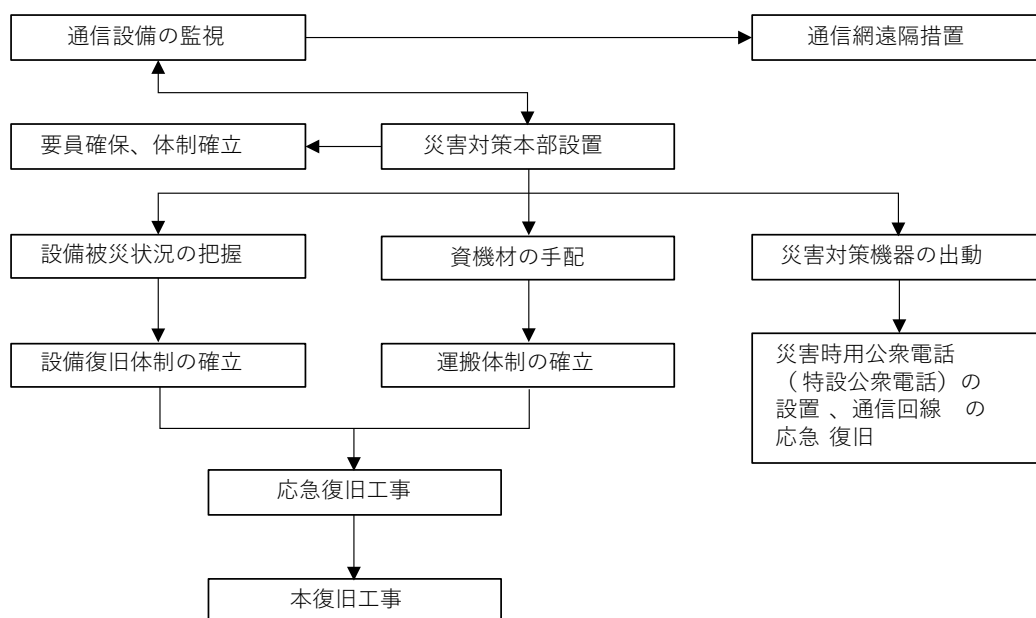 通信設備の監視
通信網遠隔措置
要員確保、体制確立
災害対策本部設置
設備被災状況の把握
資機材の手配
災害対策機器の出動
設備復旧体制の確立
運搬体制の確立
災害時用公衆電話
（特設公衆電話）の
設置 、通信回線　の
応急 復旧
応急復旧工事
本復旧工事